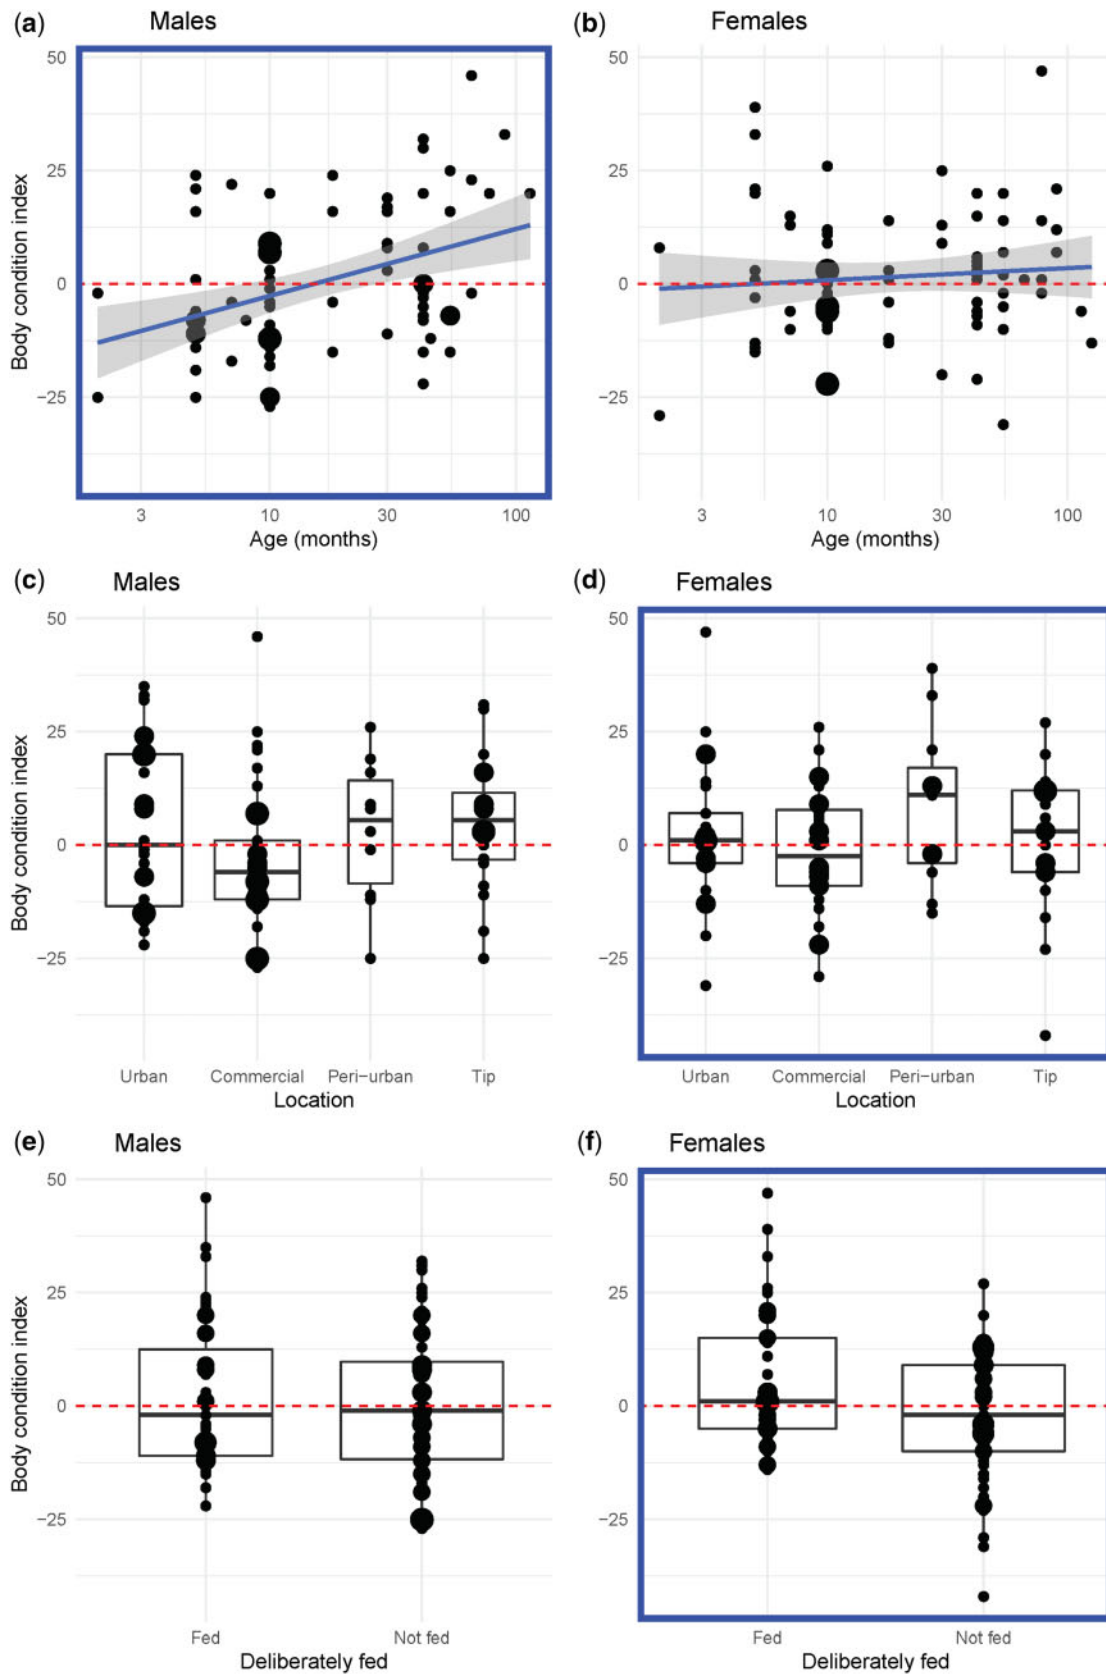 (a) Males
(b) Females
50
25
0
−25
Body condition index
3 10 30 100
Age (months)
50
25
0
−25
3 10 30 100
Age (months)
(c) Males
(d) Females
50
25
0
−25
Body condition index
Urban Commercial Peri−urban Tip
Location
50
25
0
−25
Urban Commercial Peri−urban Tip
Location
(e) Males
(f) Females
50
25
0
−25
Body condition index
Fed Not fed
Deliberately fed
50
25
0
−25
Fed Not fed
Deliberately fed